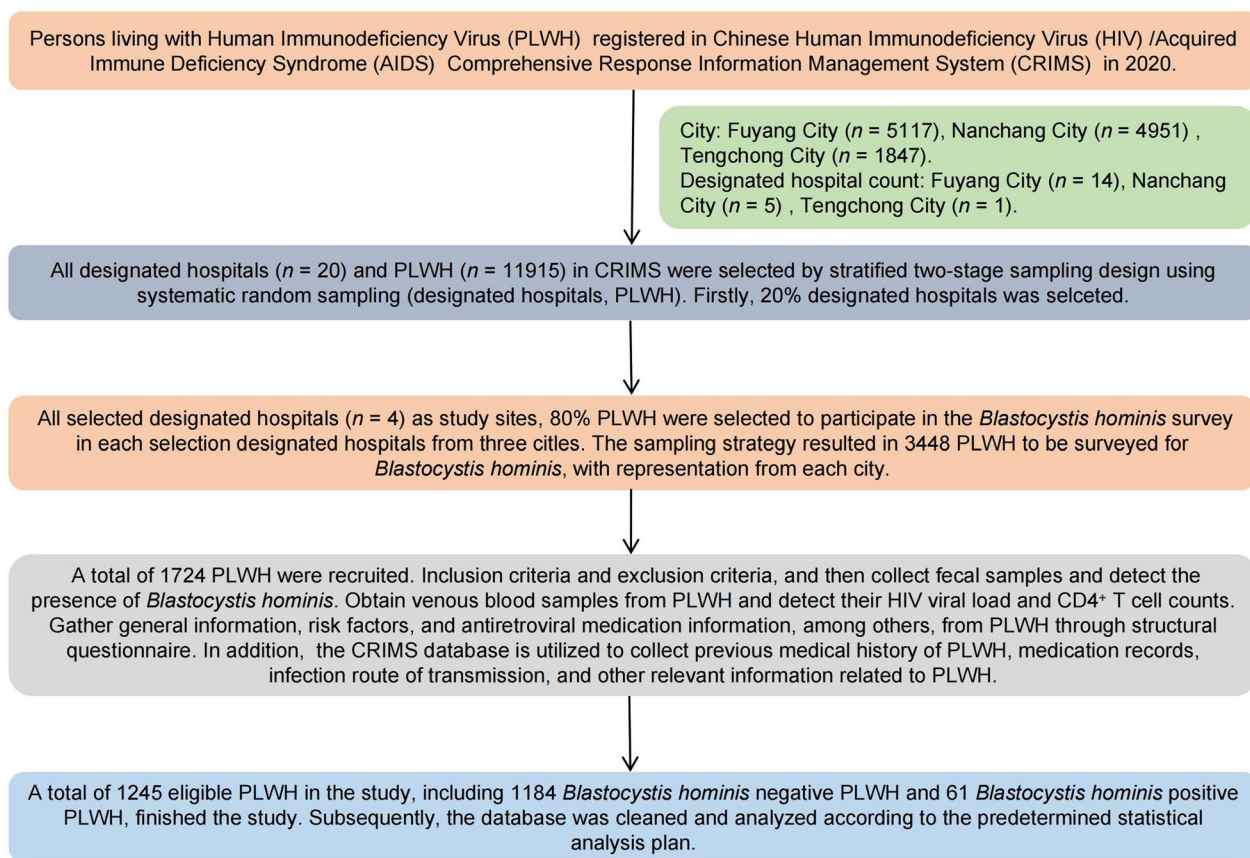 Persons living with Human Immunodeficiency Virus (PLWH) registered in Chinese Human Immunodeficiency Virus (HIV) /Acquired
Immune Deficiency Syndrome (AIDS) Comprehensive Response Information Management System (CRIMS) in 2020.
City: Fuyang City (n = 5117), Nanchang City (n = 4951) ,
Tengchong City (n = 1847).
Designated hospital count: Fuyang City (n = 14), Nanchang
City (n = 5) , Tengchong City (n = 1).
All designated hospitals (n = 20) and PLWH (n = 11915) in CRIMS were selected by stratified two-stage sampling design using
systematic random sampling (designated hospitals, PLWH). Firstly, 20% designated hospitals was selceted.
All selected designated hospitals (n = 4) as study sites, 80% PLWH were selected to participate in the Blastocystis hominis survey
in each selection designated hospitals from three citles. The sampling strategy resulted in 3448 PLWH to be surveyed for
Blastocystis hominis, with representation from each city.
A total of 1724 PLWH were recruited. Inclusion criteria and exclusion criteria, and then collect fecal samples and detect the
presence of Blastocystis hominis. Obtain venous blood samples from PLWH and detect their HIV viral load and CD4⁺ T cell counts.
Gather general information, risk factors, and antiretroviral medication information, among others, from PLWH through structural
questionnaire. In addition, the CRIMS database is utilized to collect previous medical history of PLWH, medication records,
infection route of transmission, and other relevant information related to PLWH.
A total of 1245 eligible PLWH in the study, including 1184 Blastocystis hominis negative PLWH and 61 Blastocystis hominis positive
PLWH, finished the study. Subsequently, the database was cleaned and analyzed according to the predetermined statistical
analysis plan.